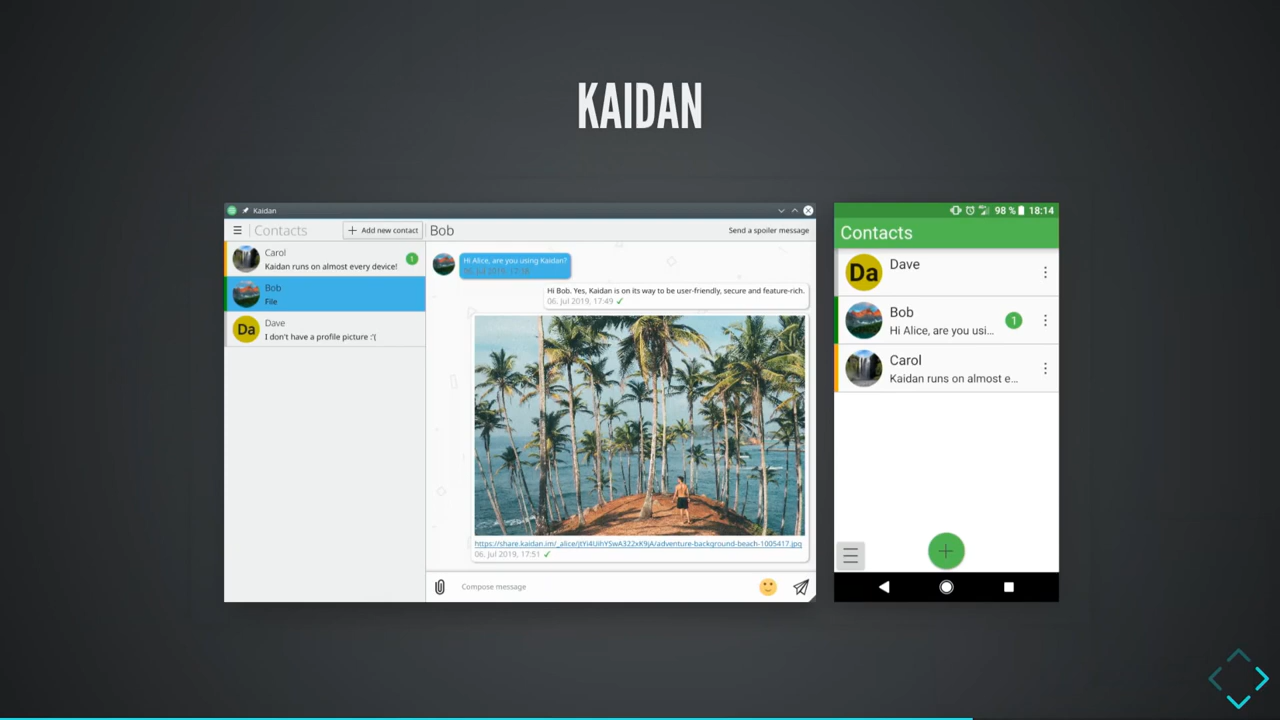 KAIDAN
Kaidan
Contacts
Add new contact
Bob
Send a spoiler message
Carol
Kaidan runs on almost every device!
1
Bob
File
Da
Dave
I don't have a profile picture :'(
Hi Alice, are you using Kaidan?
Hi Bob. Yes, Kaidan is on its way to be user-friendly, secure and feature-rich.
06. Jul 2019, 17:49
06. Jul 2019, 17:51
Compose message
98 % 18:14
Contacts
Da
Dave
Bob
Hi Alice, are you usi...
1
Carol
Kaidan runs on almost e...